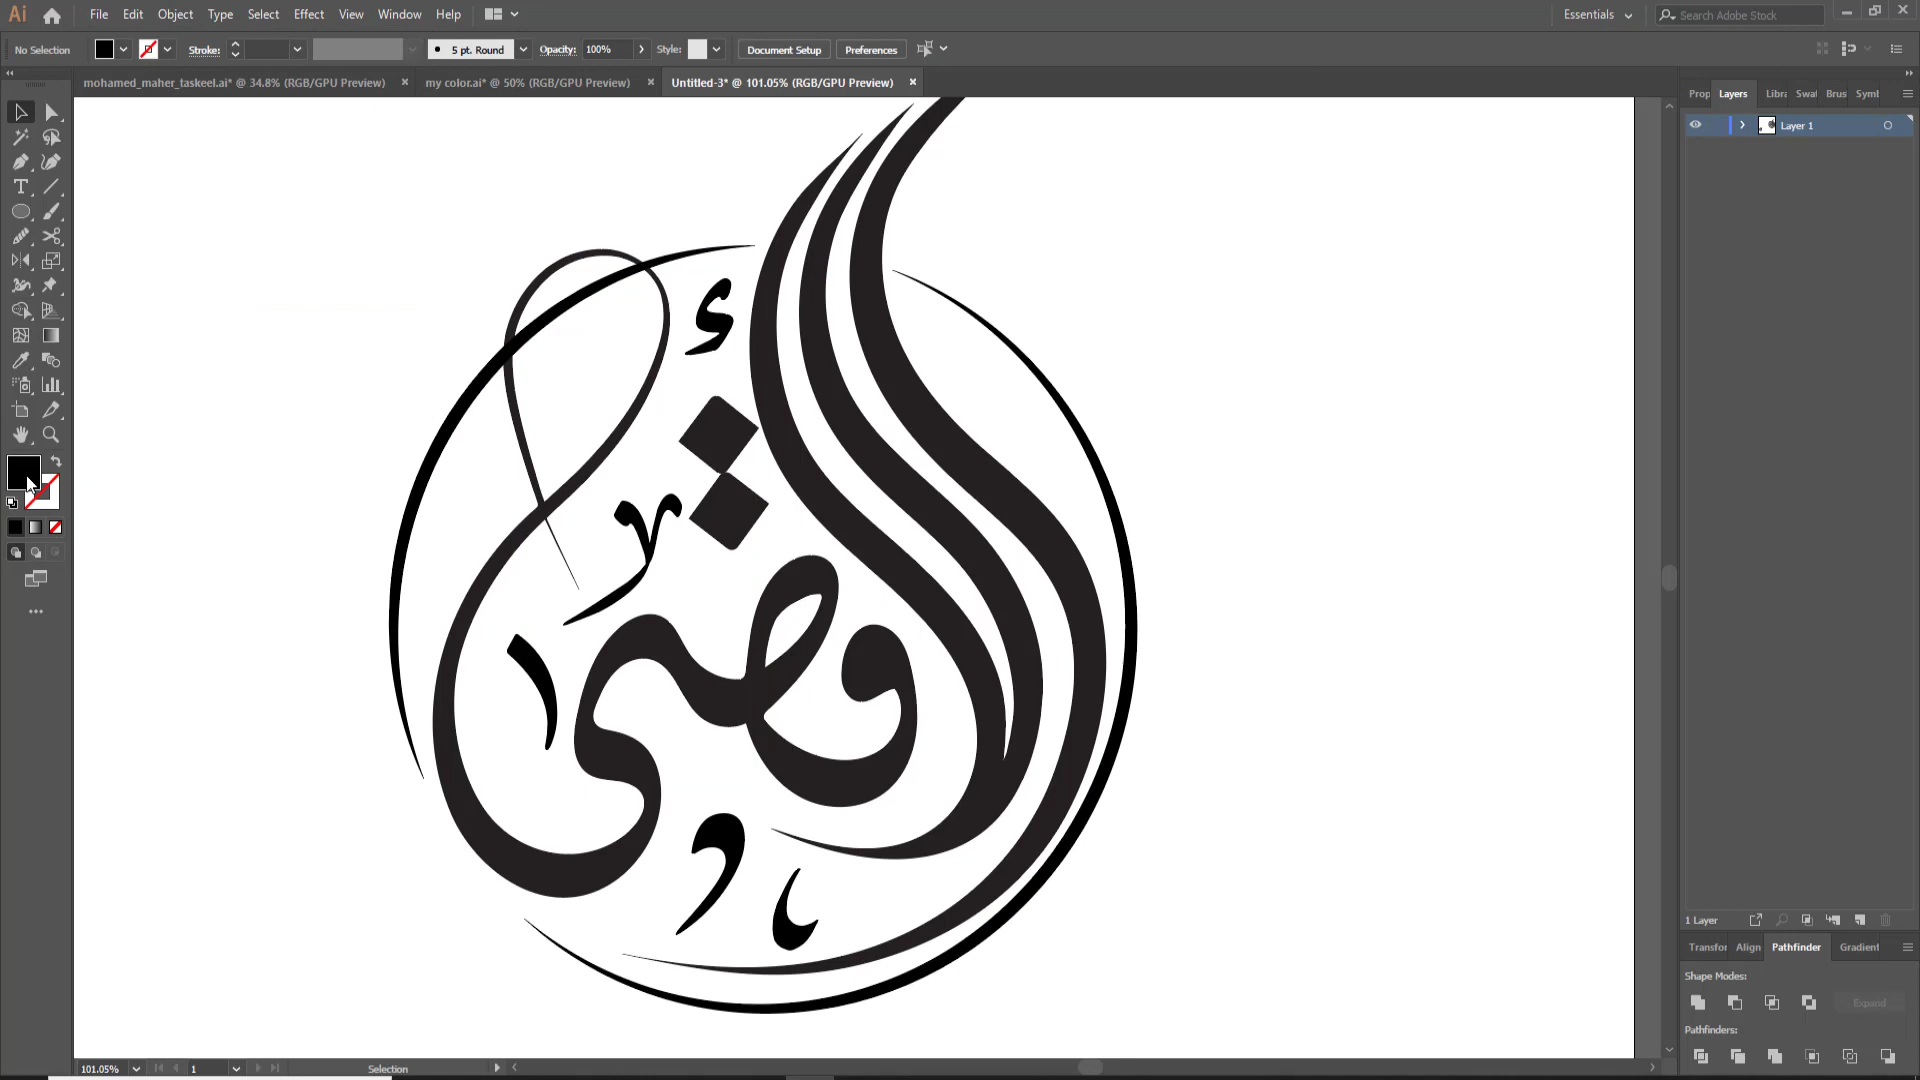 Ai File Edit Object Type Select Effect View Window Help Essentials Search Adobe Stock
No Selection Stroke: 5 pt. Round Opacity: 100% Style: Document Setup Preferences
mohamed_maher_taskeel.ai* @ 34.8% (RGB/GPU Preview) × my color.ai* @ 50% (RGB/GPU Preview) × Untitled-3* @ 101.05% (RGB/GPU Preview) ×
Prop Layers Libra Swat Brus Symb
Layer 1
1 Layer
Transfor Align Pathfinder Gradient
Shape Modes:
Expand
Pathfinders:
101.05% 1 Selection